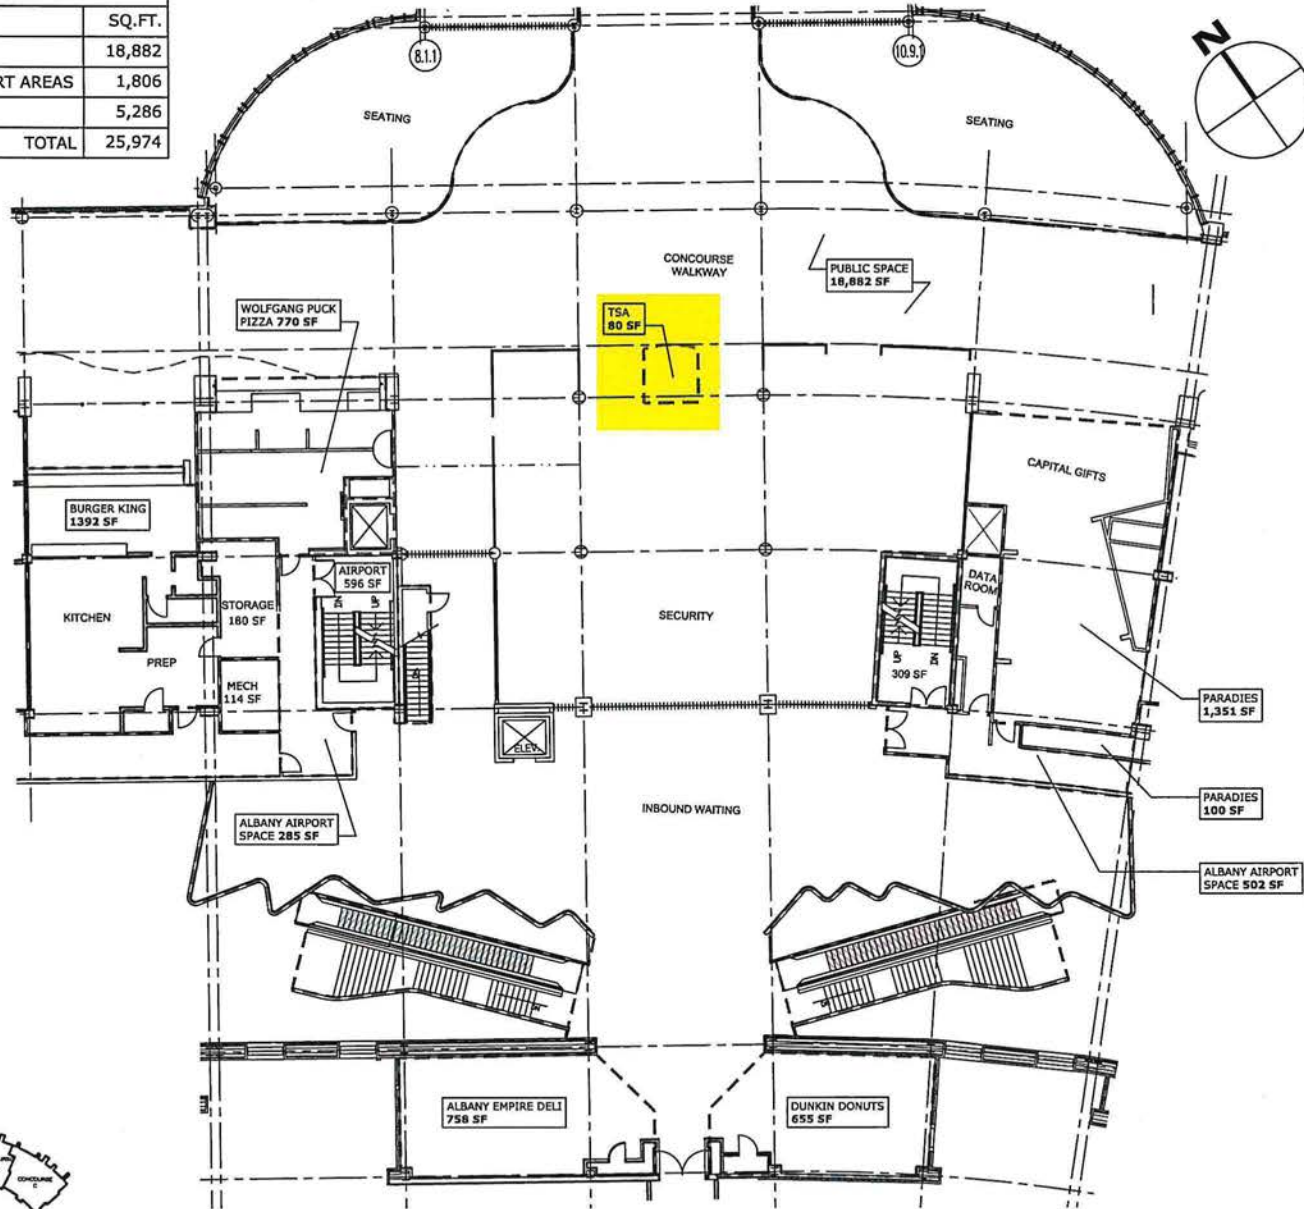 SQ.FT.
18,882
RT AREAS 1,806
5,286
TOTAL 25,974
8.1.1
10.9.1
N
SEATING
SEATING
CONCOURSE
WALKWAY
PUBLIC SPACE
18,882 SF
WOLFGANG PUCK
PIZZA 770 SF
TSA
80 SF
CAPITAL GIFTS
BURGER KING
1392 SF
AIRPORT
596 SF
DN UP
DATA
ROOM
STORAGE
180 SF
KITCHEN
SECURITY
PREP
UP DN
309 SF
MECH
114 SF
PARADIES
1,351 SF
ELEV.
INBOUND WAITING
PARADIES
100 SF
ALBANY AIRPORT
SPACE 285 SF
ALBANY AIRPORT
SPACE 502 SF
ALBANY EMPIRE DELI
758 SF
DUNKIN DONUTS
655 SF
CONCOURSE
C